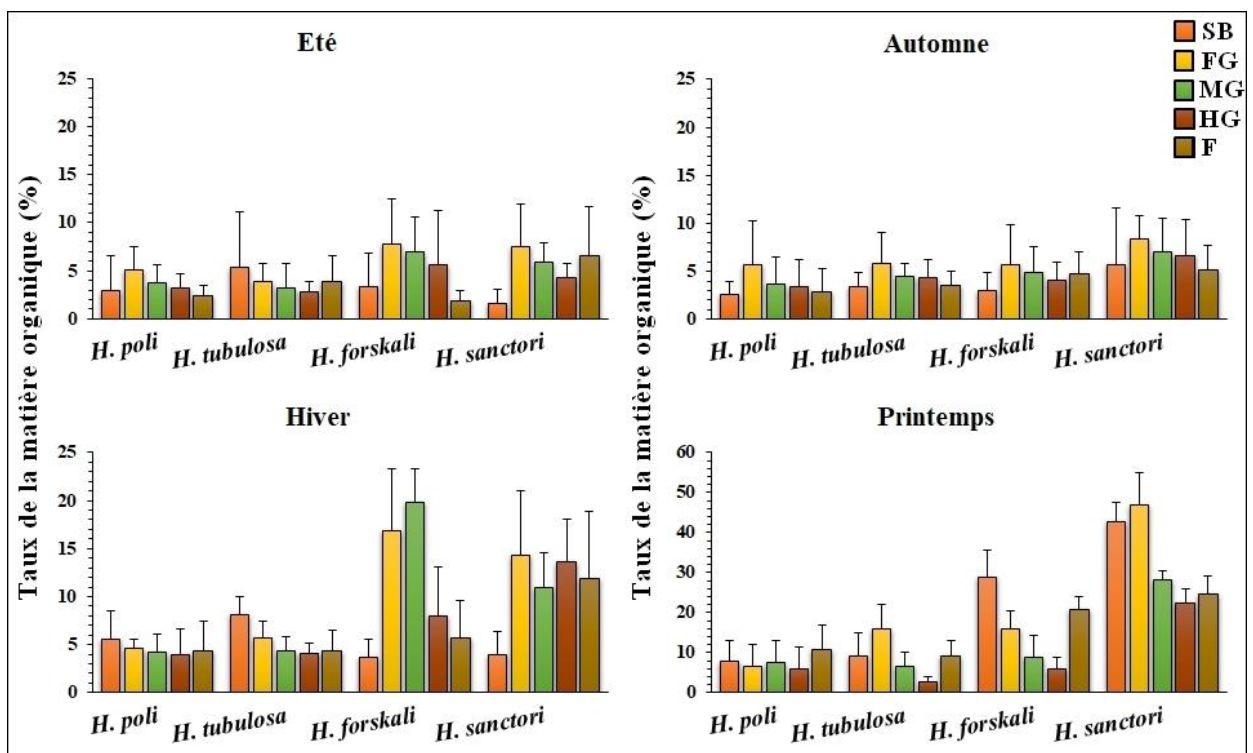 Eté
Taux de la matière organique (%)
25
20
15
10
5
0
H. poli
H. tubulosa
H. forskali
H. sanctori
Automne
Taux de la matière organique (%)
25
20
15
10
5
0
H. poli
H. tubulosa
H. forskali
H. sanctori
SB
FG
MG
HG
F
Hiver
25
20
15
10
5
0
H. poli
H. tubulosa
H. forskali
H. sanctori
Printemps
60
50
40
30
20
10
0
H. poli
H. tubulosa
H. forskali
H. sanctori